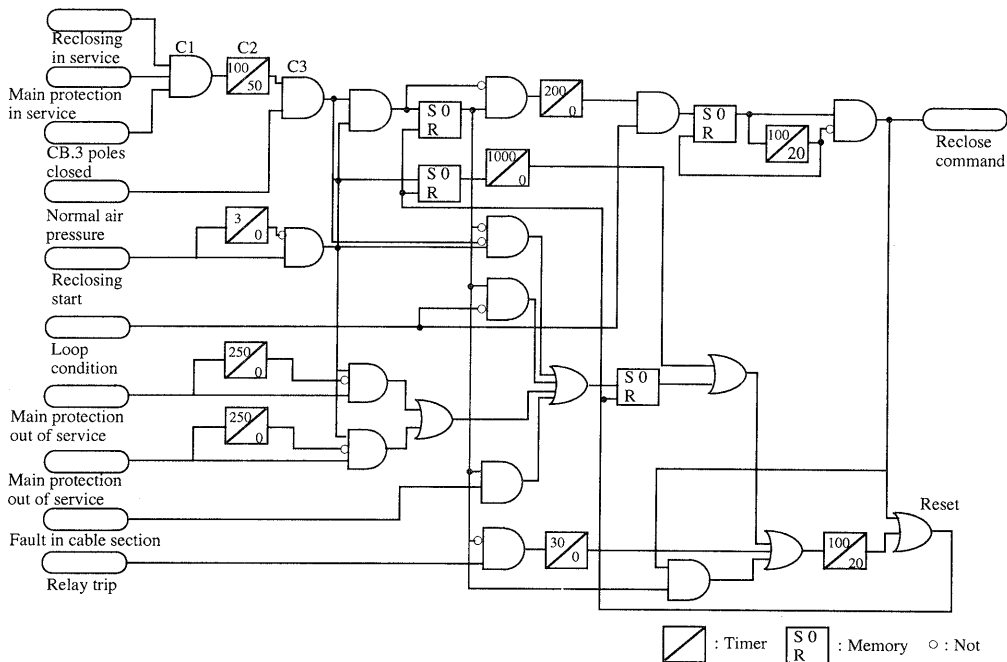 Reclosing
in service
C1
C2
C3
100
50
Main protection
in service
CB.3 poles
closed
Normal air
pressure
3
0
Reclosing
start
Loop
condition
250
0
Main protection
out of service
250
0
Main protection
out of service
Fault in cable section
Relay trip
S 0
R
S 0
R
200
0
1000
0
S 0
R
100
20
Reclose
command
S 0
R
30
0
100
20
Reset
: Timer
S 0
R
: Memory
: Not